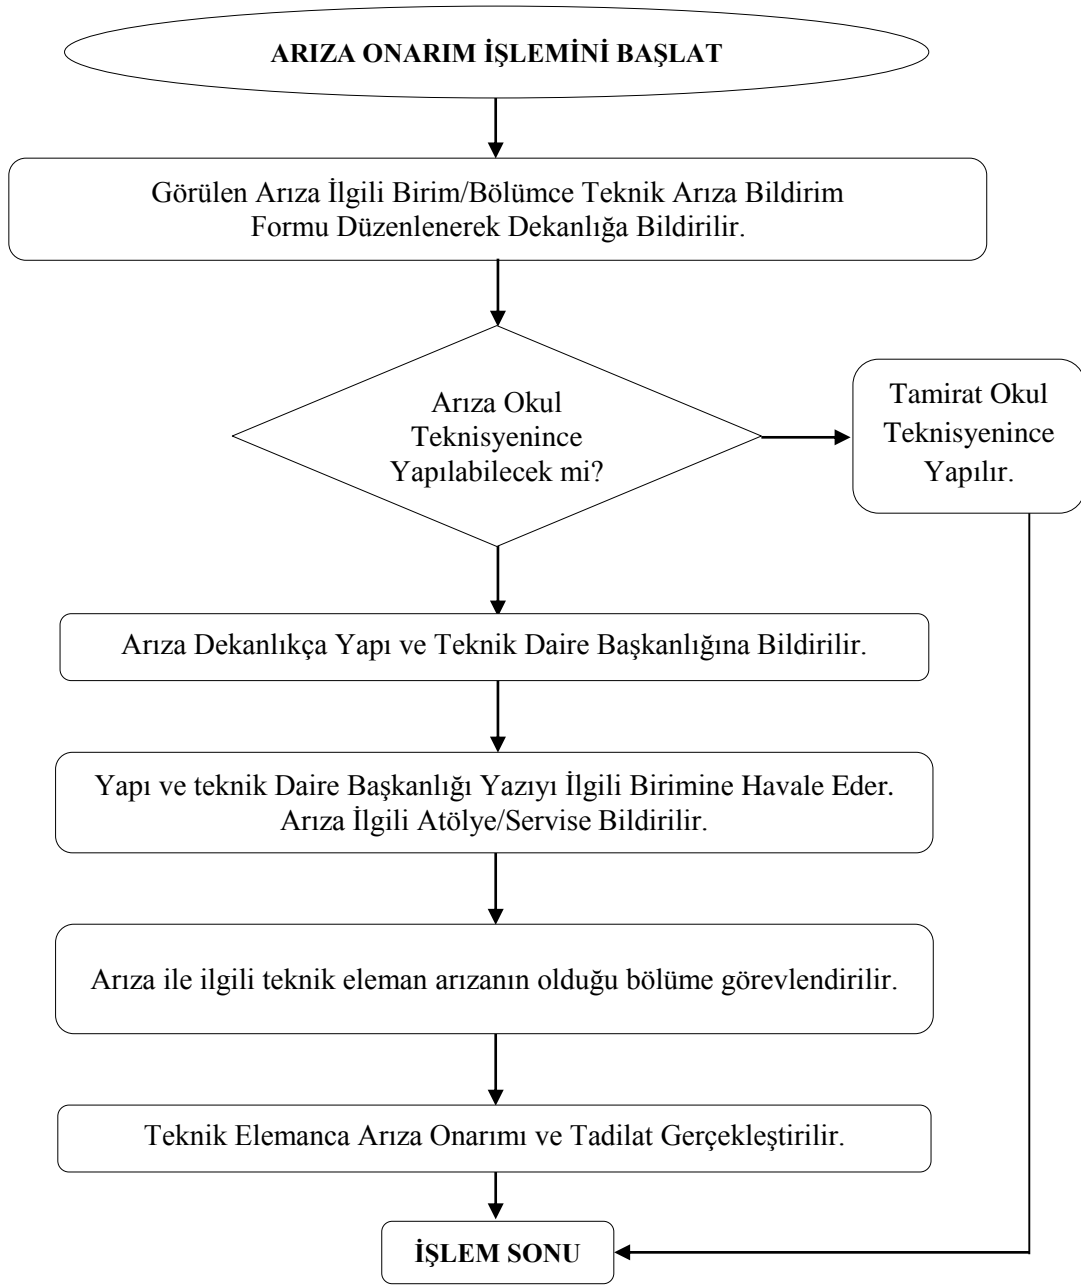 ARIZA ONARIM İŞLEMİNİ BAŞLAT
Görülen Arıza İlgili Birim/Bölümce Teknik Arıza Bildirim
Formu Düzenlenerek Dekanlığa Bildirilir.
Arıza Okul
Teknisyenince
Yapılabilecek mi?
Tamirat Okul
Teknisyenince
Yapılır.
Arıza Dekanlıkça Yapı ve Teknik Daire Başkanlığına Bildirilir.
Yapı ve teknik Daire Başkanlığı Yazıyı İlgili Birimine Havale Eder.
Arıza İlgili Atölye/Servise Bildirilir.
Arıza ile ilgili teknik eleman arızanın olduğu bölüme görevlendirilir.
Teknik Elemanca Arıza Onarımı ve Tadilat Gerçekleştirilir.
İŞLEM SONU